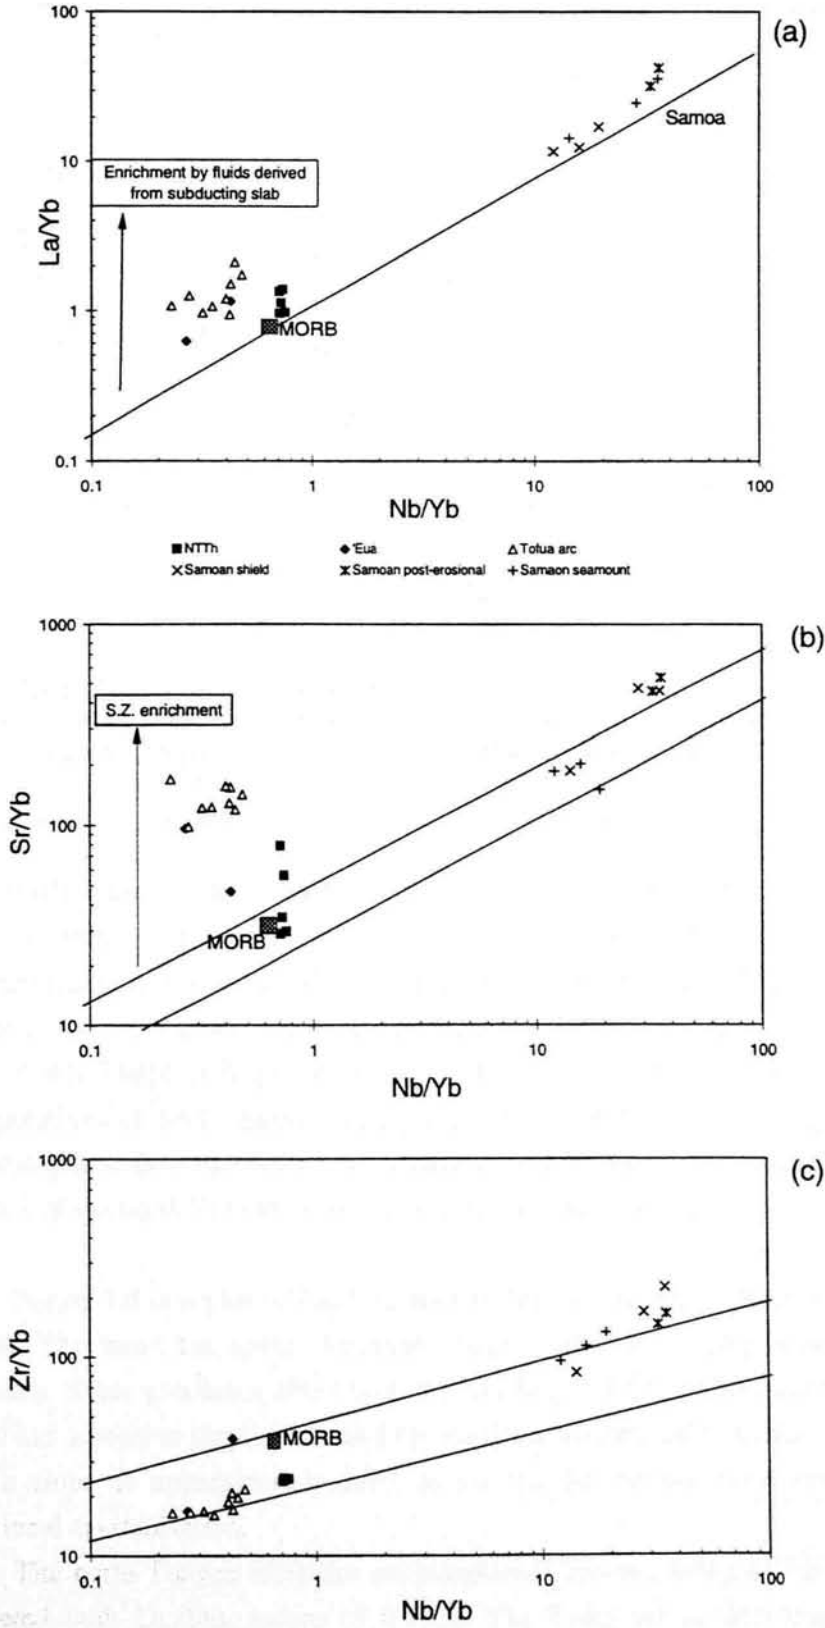 (a)
100
10
1
0.1
La/Yb
Enrichment by fluids derived
from subducting slab
MORB
Samoa
0.1 1 10 100
Nb/Yb
NTTh 'Eua Tofua arc
Samoan shield Samoan post-erosional Samaon seamount
(b)
1000
100
10
Sr/Yb
S.Z. enrichment
MORB
0.1 1 10 100
Nb/Yb
(c)
1000
100
10
Zr/Yb
MORB
0.1 1 10 100
Nb/Yb